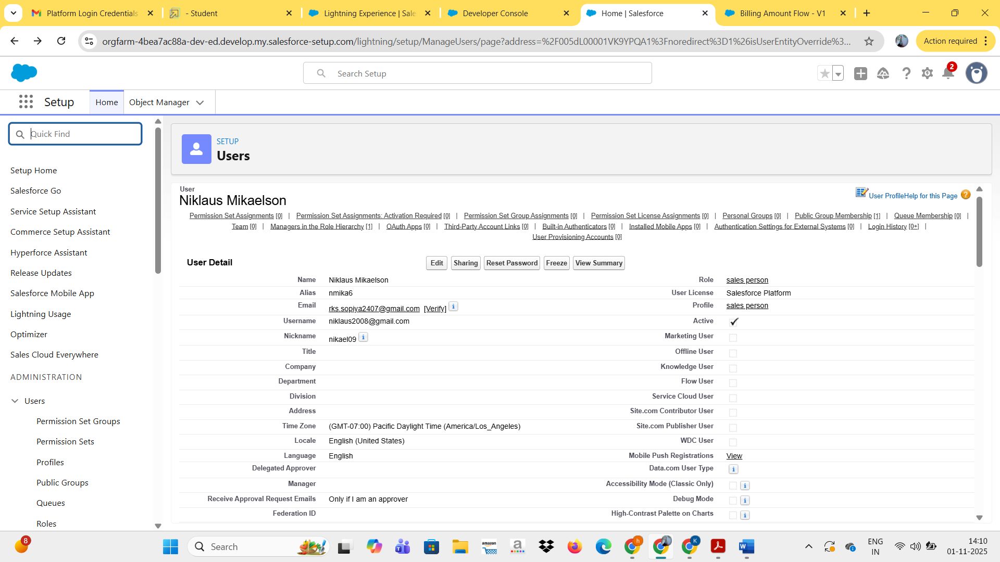 Platform Login Credentials
- Student
Lightning Experience | Sale
Developer Console
Home | Salesforce
Billing Amount Flow - V1
orgfarm-4bea7ac88a-dev-ed.develop.my.salesforce-setup.com/lightning/setup/ManageUsers/page?address=%2F005dL00001VK9YPQA1%3Fnoredirect%3D1%26isUserEntityOverride%3...
Action required
Search Setup
2
Setup
Home
Object Manager
Quick Find
Setup Home
Salesforce Go
Service Setup Assistant
Commerce Setup Assistant
Hyperforce Assistant
Release Updates
Salesforce Mobile App
Lightning Usage
Optimizer
Sales Cloud Everywhere
ADMINISTRATION
Users
Permission Set Groups
Permission Sets
Profiles
Public Groups
Queues
Roles
SETUP
Users
User
Niklaus Mikaelson
User Profile Help for this Page
Permission Set Assignments [0] | Permission Set Assignments: Activation Required [0] | Permission Set Group Assignments [0] | Permission Set License Assignments [0] | Personal Groups [0] | Public Group Membership [1] | Queue Membership [0] |
Team [0] | Managers in the Role Hierarchy [1] | OAuth Apps [0] | Third-Party Account Links [0] | Built-in Authenticators [0] | Installed Mobile Apps [0] | Authentication Settings for External Systems [0] | Login History [0+] |
User Provisioning Accounts [0]
User Detail
Edit Sharing Reset Password Freeze View Summary
Name Niklaus Mikaelson Role sales person
Alias nmika6 User License Salesforce Platform
Email rks.sopiya2407@gmail.com [Verify] i Profile sales person
Username niklaus2008@gmail.com Active
Nickname nikael09 i Marketing User
Title Offline User
Company Knowledge User
Department Flow User
Division Service Cloud User
Address Site.com Contributor User
Time Zone (GMT-07:00) Pacific Daylight Time (America/Los_Angeles) Site.com Publisher User
Locale English (United States) WDC User
Language English Mobile Push Registrations View
Delegated Approver Data.com User Type i
Manager Accessibility Mode (Classic Only) i
Receive Approval Request Emails Only if I am an approver Debug Mode i
Federation ID High-Contrast Palette on Charts i
8
Search
amazon
a
h
K
W
ENG
IN
14:10
01-11-2025